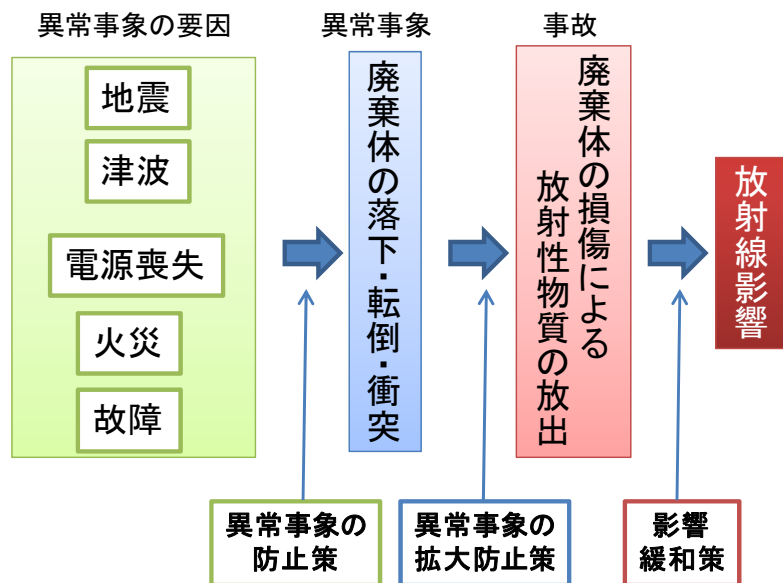 異常事象の要因
異常事象
事故
地震
津波
電源喪失
火災
故障
廃棄体の落下・転倒・衝突
廃棄体の損傷による
放射性物質の放出
放射線影響
異常事象の
防止策
異常事象の
拡大防止策
影響
緩和策